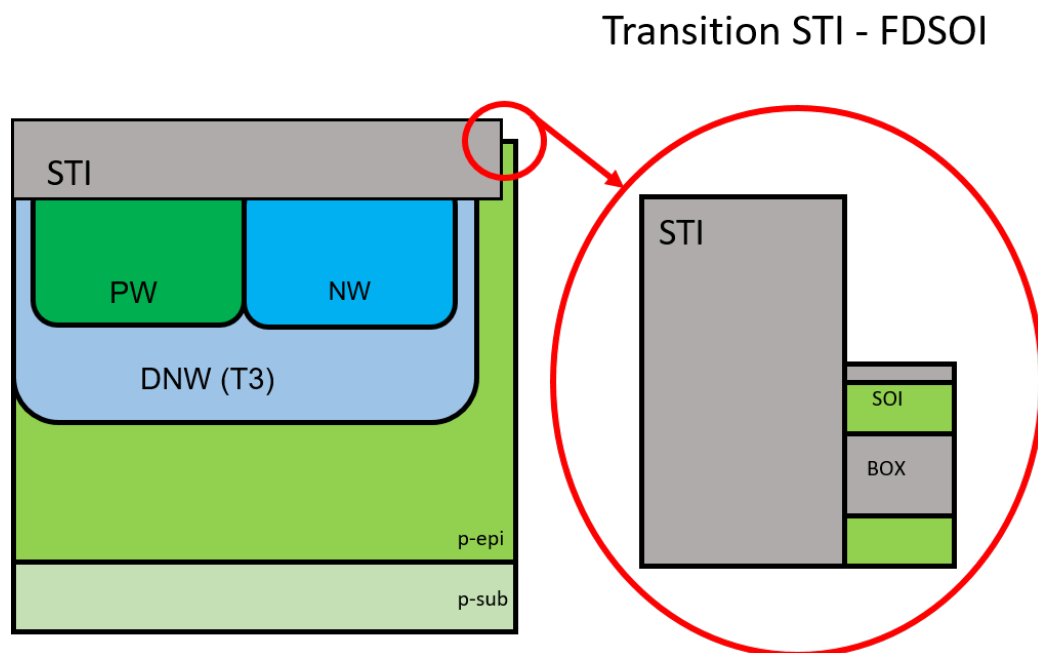 Transition STI - FDSOI
STI
PW
NW
DNW (T3)
p-epi
p-sub
STI
SOI
BOX